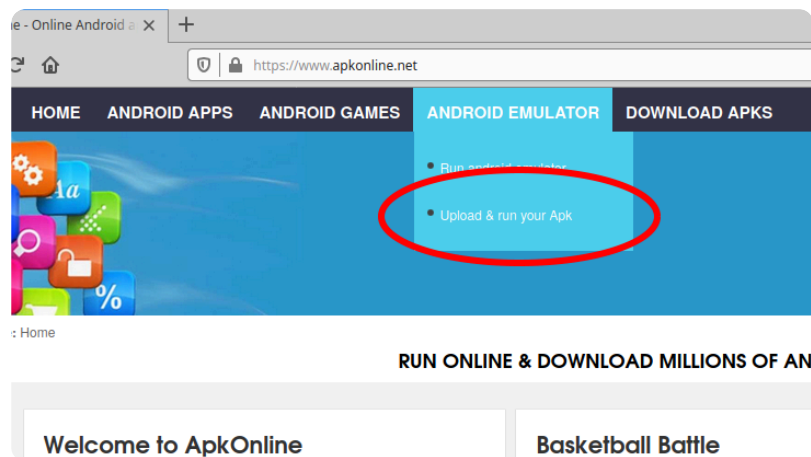 e - Online Android a
https://www.apkonline.net
HOME ANDROID APPS ANDROID GAMES ANDROID EMULATOR DOWNLOAD APKS
Run android emulator
Aa
Upload & run your Apk
%
: Home
RUN ONLINE & DOWNLOAD MILLIONS OF AN
Welcome to ApkOnline
Basketball Battle